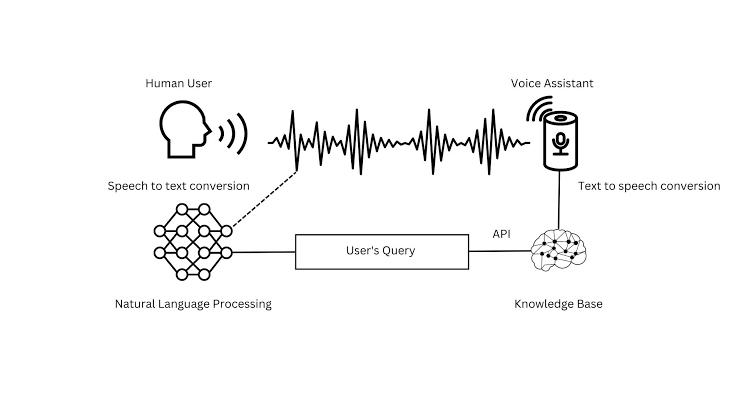 Human User
Voice Assistant
Speech to text conversion
Text to speech conversion
API
User's Query
Natural Language Processing
Knowledge Base